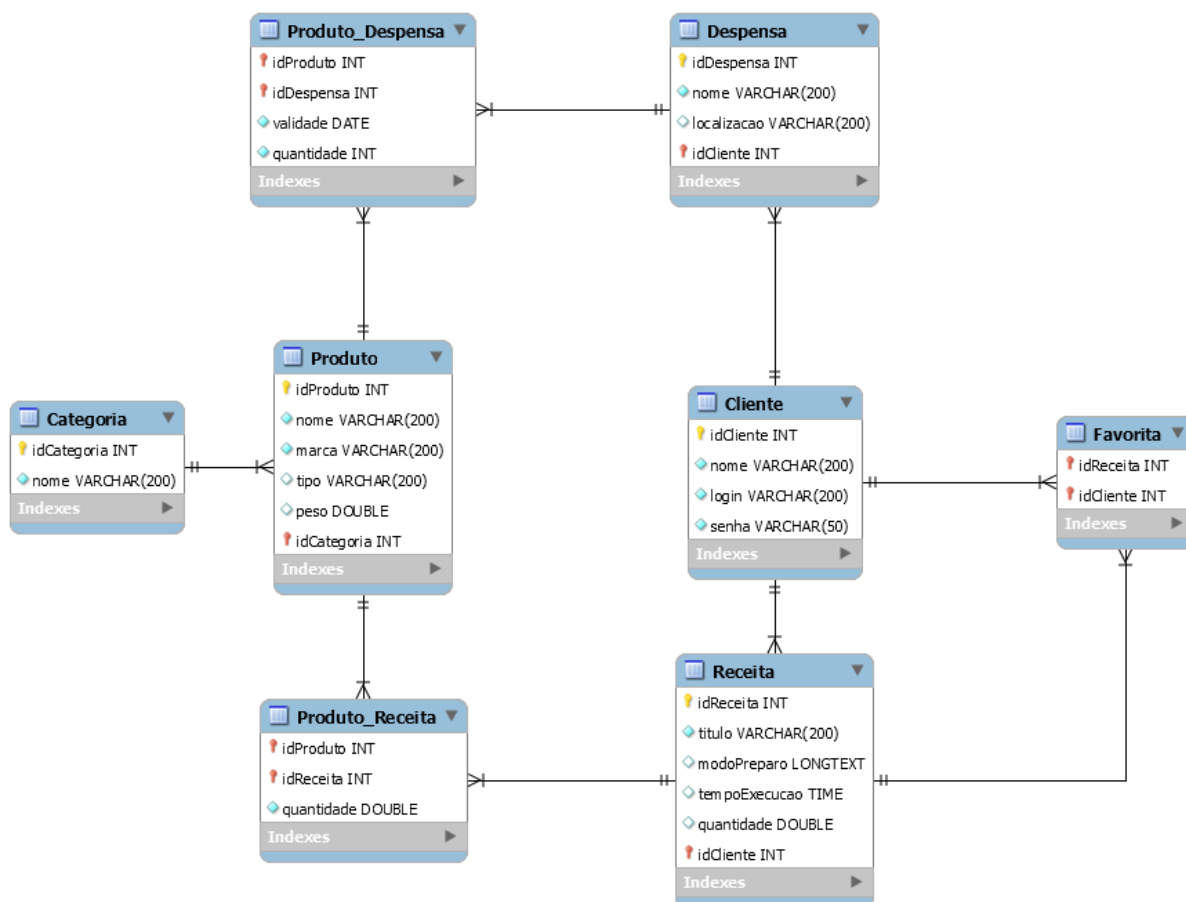 Produto_Despensa
idProduto INT
idDespensa INT
validade DATE
quantidade INT
Indexes
Despensa
idDespensa INT
nome VARCHAR(200)
localizacao VARCHAR(200)
idCliente INT
Indexes
Produto
idProduto INT
nome VARCHAR(200)
marca VARCHAR(200)
tipo VARCHAR(200)
peso DOUBLE
idCategoria INT
Indexes
Categoria
idCategoria INT
nome VARCHAR(200)
Indexes
Cliente
idCliente INT
nome VARCHAR(200)
login VARCHAR(200)
senha VARCHAR(50)
Indexes
Favorita
idReceita INT
idCliente INT
Indexes
Produto_Receita
idProduto INT
idReceita INT
quantidade DOUBLE
Indexes
Receita
idReceita INT
titulo VARCHAR(200)
modoPreparo LONGTEXT
tempoExecucao TIME
quantidade DOUBLE
idCliente INT
Indexes